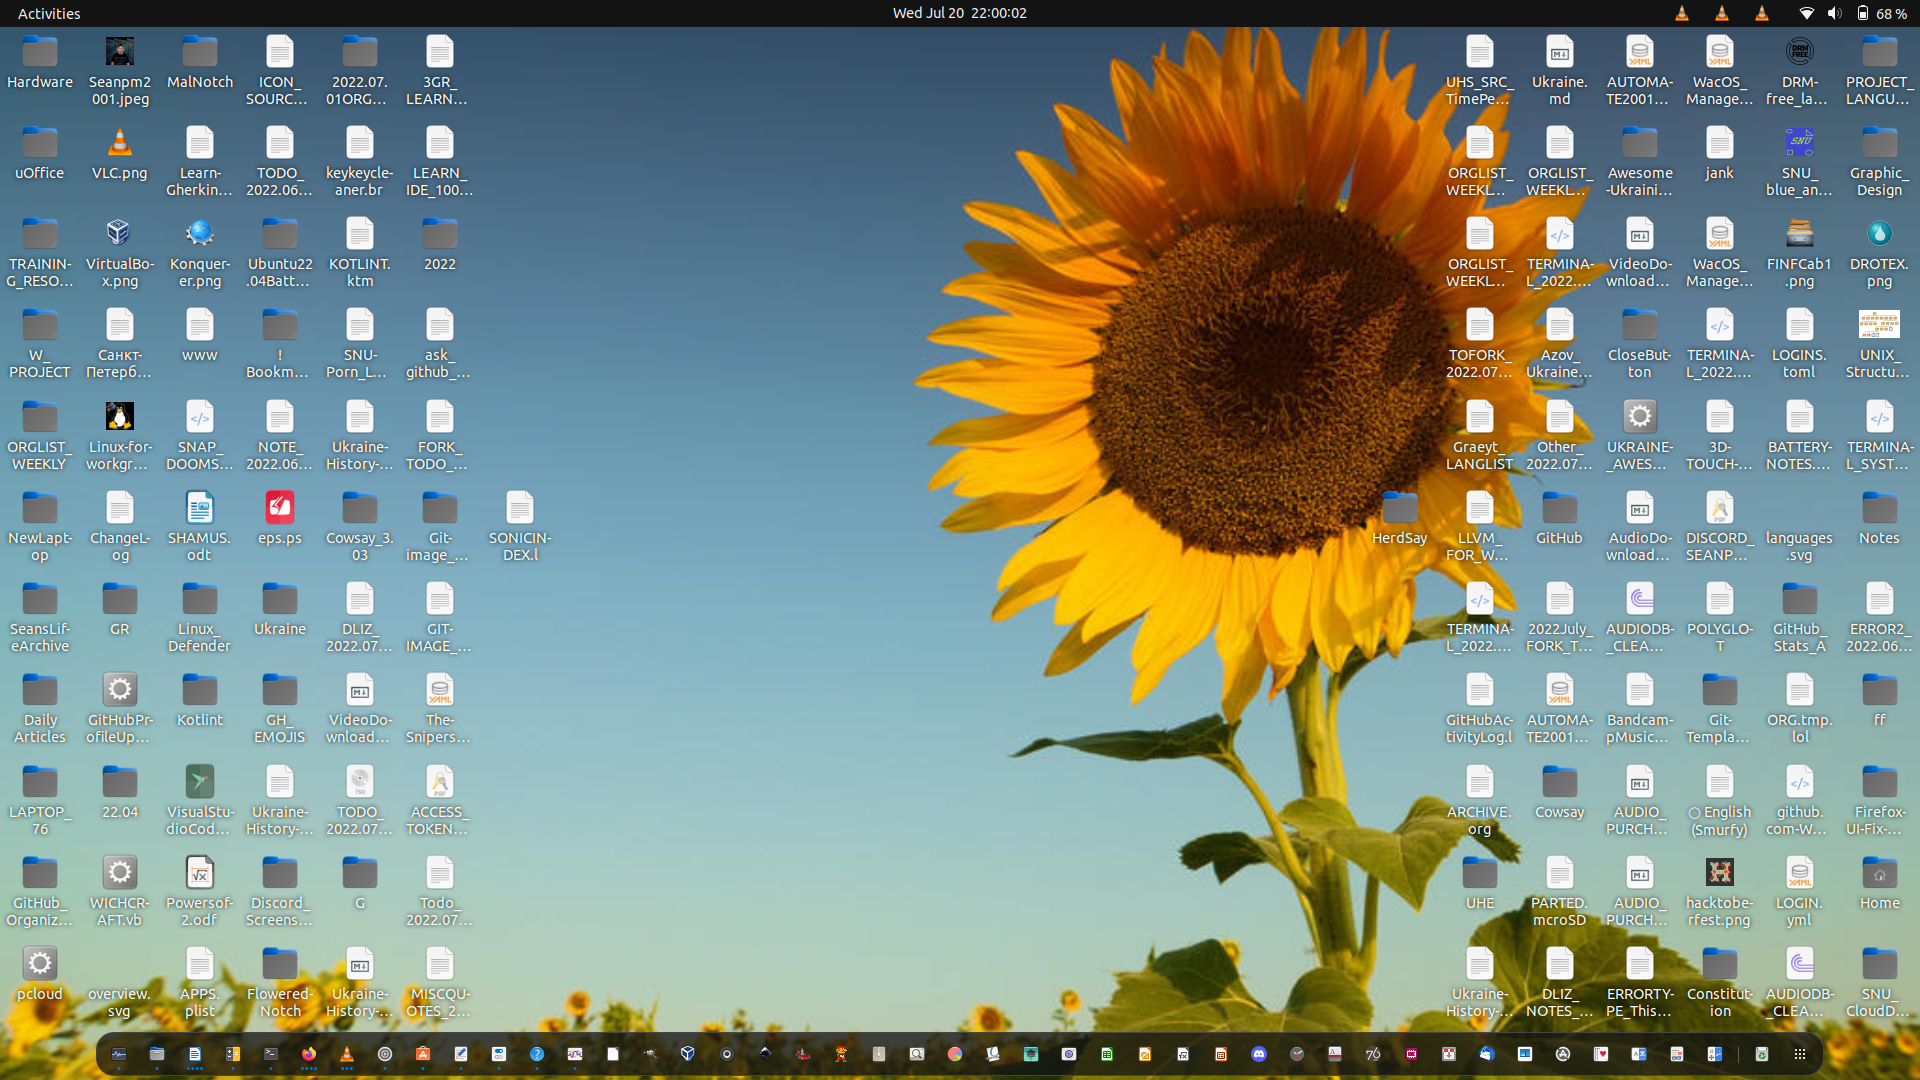 Activities
Wed Jul 20 22:00:02
68 %
Hardware
Seanpm2
001.jpeg
MalNotch
ICON_
SOURC...
2022.07.
01ORG...
3GR_
LEARN...
UHS_SRC_
TimePe...
Ukraine.
md
AUTOMA-
TE2001...
WacOS_
Manage...
DRM
FREE
DRM-
free_la...
PROJECT_
LANGU...
uOffice
VLC.png
Learn-
Gherkin...
TODO_
2022.06...
keykeycle-
aner.br
LEARN_
IDE_100...
ORGLIST_
WEEKL...
ORGLIST_
WEEKL...
Awesome
-Ukraini...
jank
SNU
SNU_
blue_an...
Graphic_
Design
TRAININ-
G_RESO...
VirtualBo-
x.png
Konquer-
er.png
Ubuntu22
.04Batt...
KOTLINT.
ktm
2022
ORGLIST_
WEEKL...
TERMINA-
L_2022....
VideoDo-
wnload...
WacOS_
Manage...
FINFCab1
.png
DROTEX.
png
W_
PROJECT
Санкт-
Петерб...
www
!
Bookm...
SNU-
Porn_L...
ask_
github_...
TOFORK_
2022.07...
Azov_
Ukraine...
CloseBut-
ton
TERMINA-
L_2022....
LOGINS.
toml
UNIX_
Structu...
ORGLIST_
WEEKLY
Linux-for-
workgr...
SNAP_
DOOMS...
NOTE_
2022.06...
Ukraine-
History-...
FORK_
TODO_...
Graeyt_
LANGLIST
Other_
2022.07...
UKRAINE-
_AWES...
3D-
TOUCH-...
BATTERY-
NOTES....
TERMINA-
L_SYST...
NewLapt-
op
ChangeL-
og
SHAMUS.
odt
eps.ps
Cowsay_3.
03
Git-
image_...
SONICIN-
DEX.l
HerdSay
LLVM_
FOR_W...
GitHub
AudioDo-
wnload...
DISCORD_
SEANP...
languages
.svg
Notes
SeansLif-
eArchive
GR
Linux_
Defender
Ukraine
DLIZ_
2022.07...
GIT-
IMAGE_...
TERMINA-
L_2022....
2022July_
FORK_T...
AUDIODB-
_CLEA...
POLYGLO-
T
GitHub_
Stats_A
ERROR2_
2022.06...
Daily
Articles
GitHubPr-
ofileUp...
Kotlint
GH_
EMOJIS
VideoDo-
wnload...
The-
Snipers...
GitHubAc-
tivityLog.l
AUTOMA-
TE2001...
Bandcam-
pMusic...
Git-
Templa...
ORG.tmp.
lol
ff
LAPTOP_
76
22.04
VisualStu-
dioCod...
Ukraine-
History-...
TODO_
2022.07...
ACCESS_
TOKEN...
ARCHIVE.
org
Cowsay
AUDIO_
PURCH...
○ English
(Smurfy)
github.
com-W...
Firefox-
UI-Fix-...
GitHub_
Organiz...
WICHCR-
AFT.vb
Powersof-
2.odf
Discord_
Screens...
G
Todo_
2022.07...
UHE
PARTED.
mcroSD
AUDIO_
PURCH...
hacktobe-
rfest.png
LOGIN.
yml
Home
pcloud
overview.
svg
APPS.
plist
Flowered-
Notch
Ukraine-
History-...
MISCQU-
OTES_2...
Ukraine-
History-...
DLIZ_
NOTES_...
ERRORTY-
PE_This...
Constitut-
ion
AUDIODB-
_CLEA...
SNU_
CloudD...